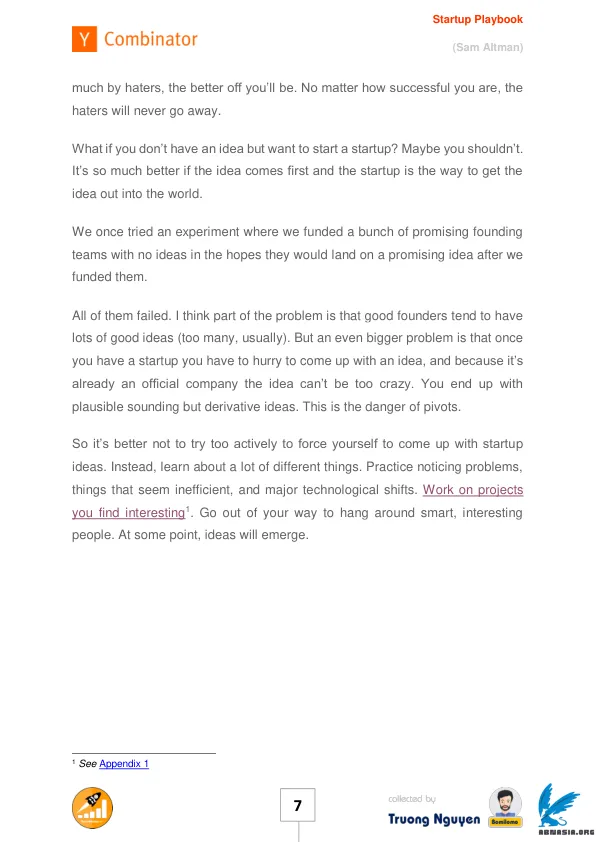 Startup Playbook
Y Combinator
(Sam Altman)
much by haters, the better off you'll be. No matter how successful you are, the
haters will never go away.
What if you don't have an idea but want to start a startup? Maybe you shouldn't.
It's so much better if the idea comes first and the startup is the way to get the
idea out into the world.
We once tried an experiment where we funded a bunch of promising founding
teams with no ideas in the hopes they would land on a promising idea after we
funded them.
All of them failed. I think part of the problem is that good founders tend to have
lots of good ideas (too many, usually). But an even bigger problem is that once
you have a startup you have to hurry to come up with an idea, and because it's
already an official company the idea can't be too crazy. You end up with
plausible sounding but derivative ideas. This is the danger of pivots.
So it's better not to try too actively to force yourself to come up with startup
ideas. Instead, learn about a lot of different things. Practice noticing problems,
things that seem inefficient, and major technological shifts. Work on projects
you find interesting¹. Go out of your way to hang around smart, interesting
people. At some point, ideas will emerge.
¹ See Appendix 1
7
collected by
Truong Nguyen
ABNASIA.ORG